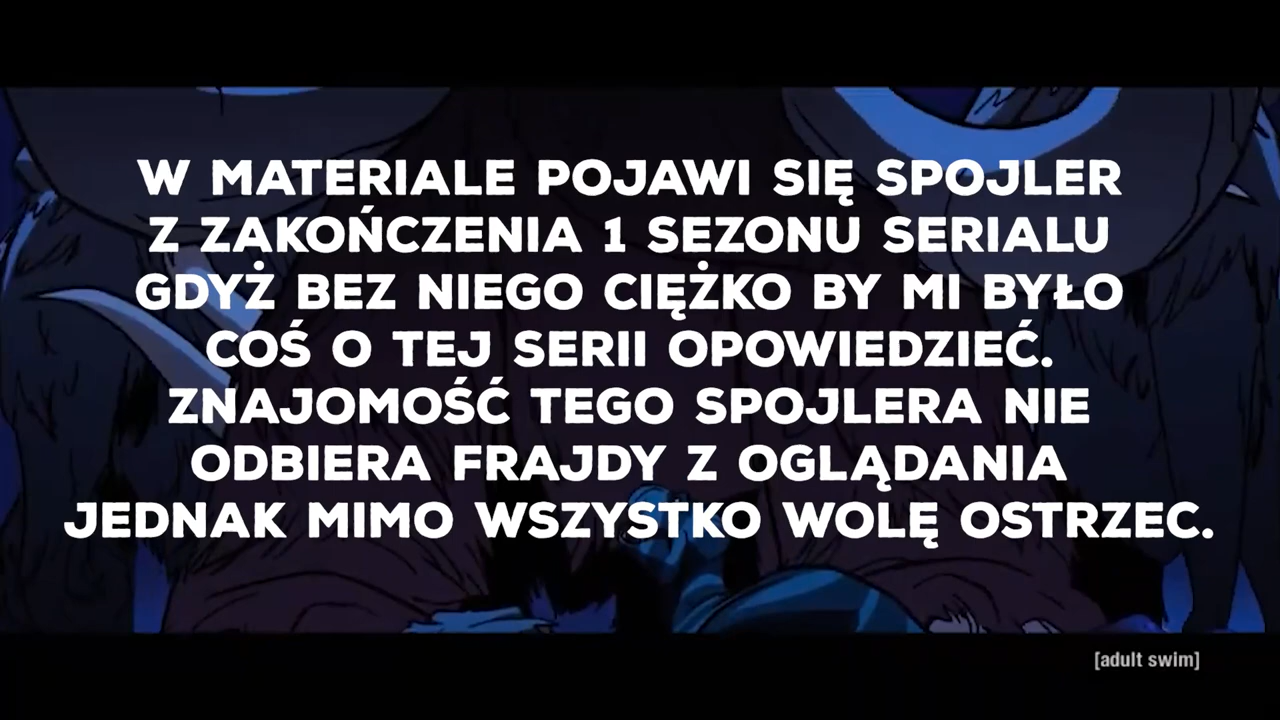 W MATERIALE POJAWI SIĘ SPOJLER
Z ZAKOŃCZENIA 1 SEZONU SERIALU
GDYŻ BEZ NIEGO CIĘŻKO BY MI BYŁO
COŚ O TEJ SERII OPOWIEDZIEĆ.
ZNAJOMOŚĆ TEGO SPOJLERA NIE
ODBIERA FRAJDY Z OGLĄDANIA
JEDNAK MIMO WSZYSTKO WOLĘ OSTRZEC.
[adult swim]